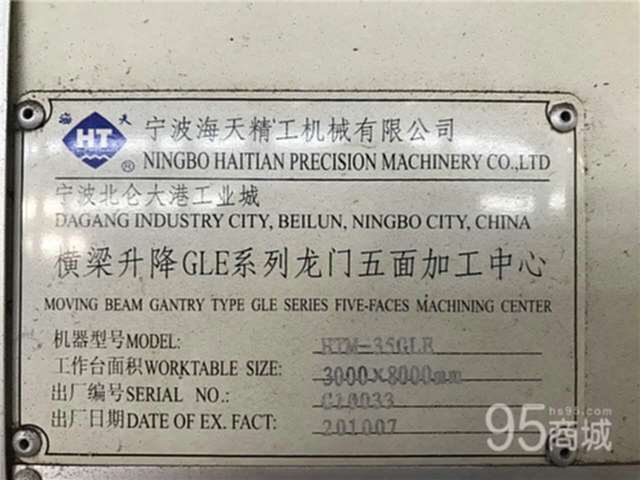 海 天
HT
®
宁波海天精工机械有限公司
NINGBO HAITIAN PRECISION MACHINERY CO.,LTD
宁波北仑大港工业城
DAGANG INDUSTRY CITY, BEILUN, NINGBO CITY, CHINA
横梁升降GLE系列龙门五面加工中心
MOVING BEAM GANTRY TYPE GLE SERIES FIVE-FACES MACHINING CENTER
机器型号MODEL: HTM-35GLE
工作台面积WORKTABLE SIZE: 3000×8000mm
出厂编号SERIAL NO.: C10033
出厂日期DATE OF EX. FACT: 201007
95商城
hs95.com